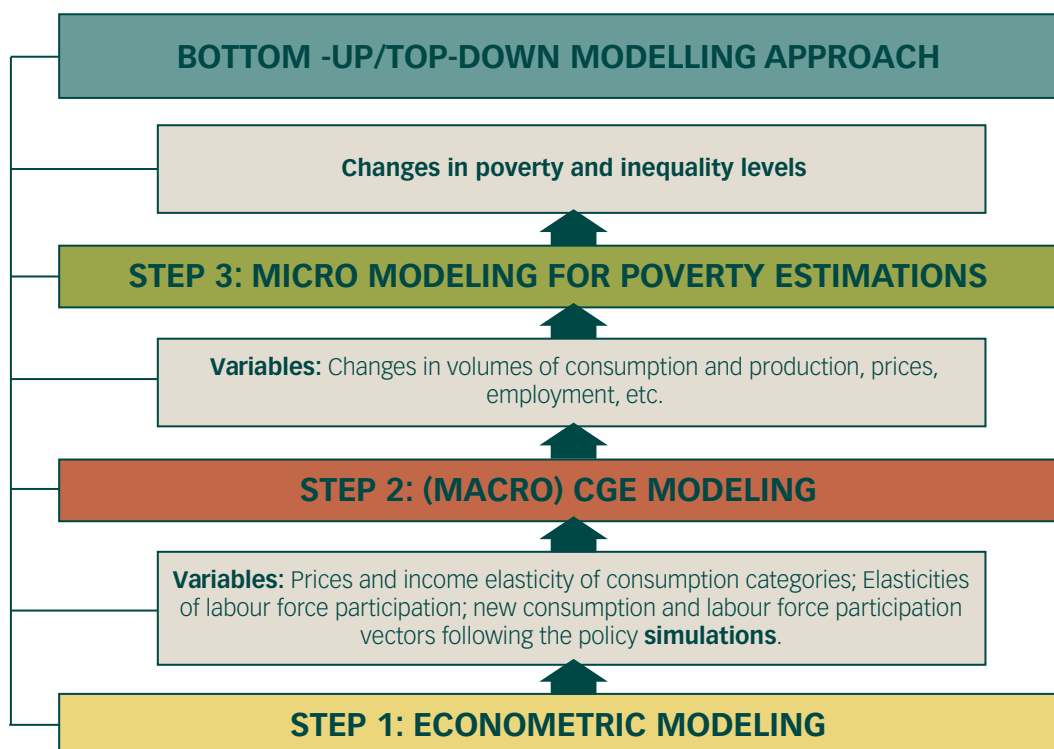 BOTTOM -UP/TOP-DOWN MODELLING APPROACH
Changes in poverty and inequality levels
STEP 3: MICRO MODELING FOR POVERTY ESTIMATIONS
Variables: Changes in volumes of consumption and production, prices,
employment, etc.
STEP 2: (MACRO) CGE MODELING
Variables: Prices and income elasticity of consumption categories; Elasticities
of labour force participation; new consumption and labour force participation
vectors following the policy simulations.
STEP 1: ECONOMETRIC MODELING